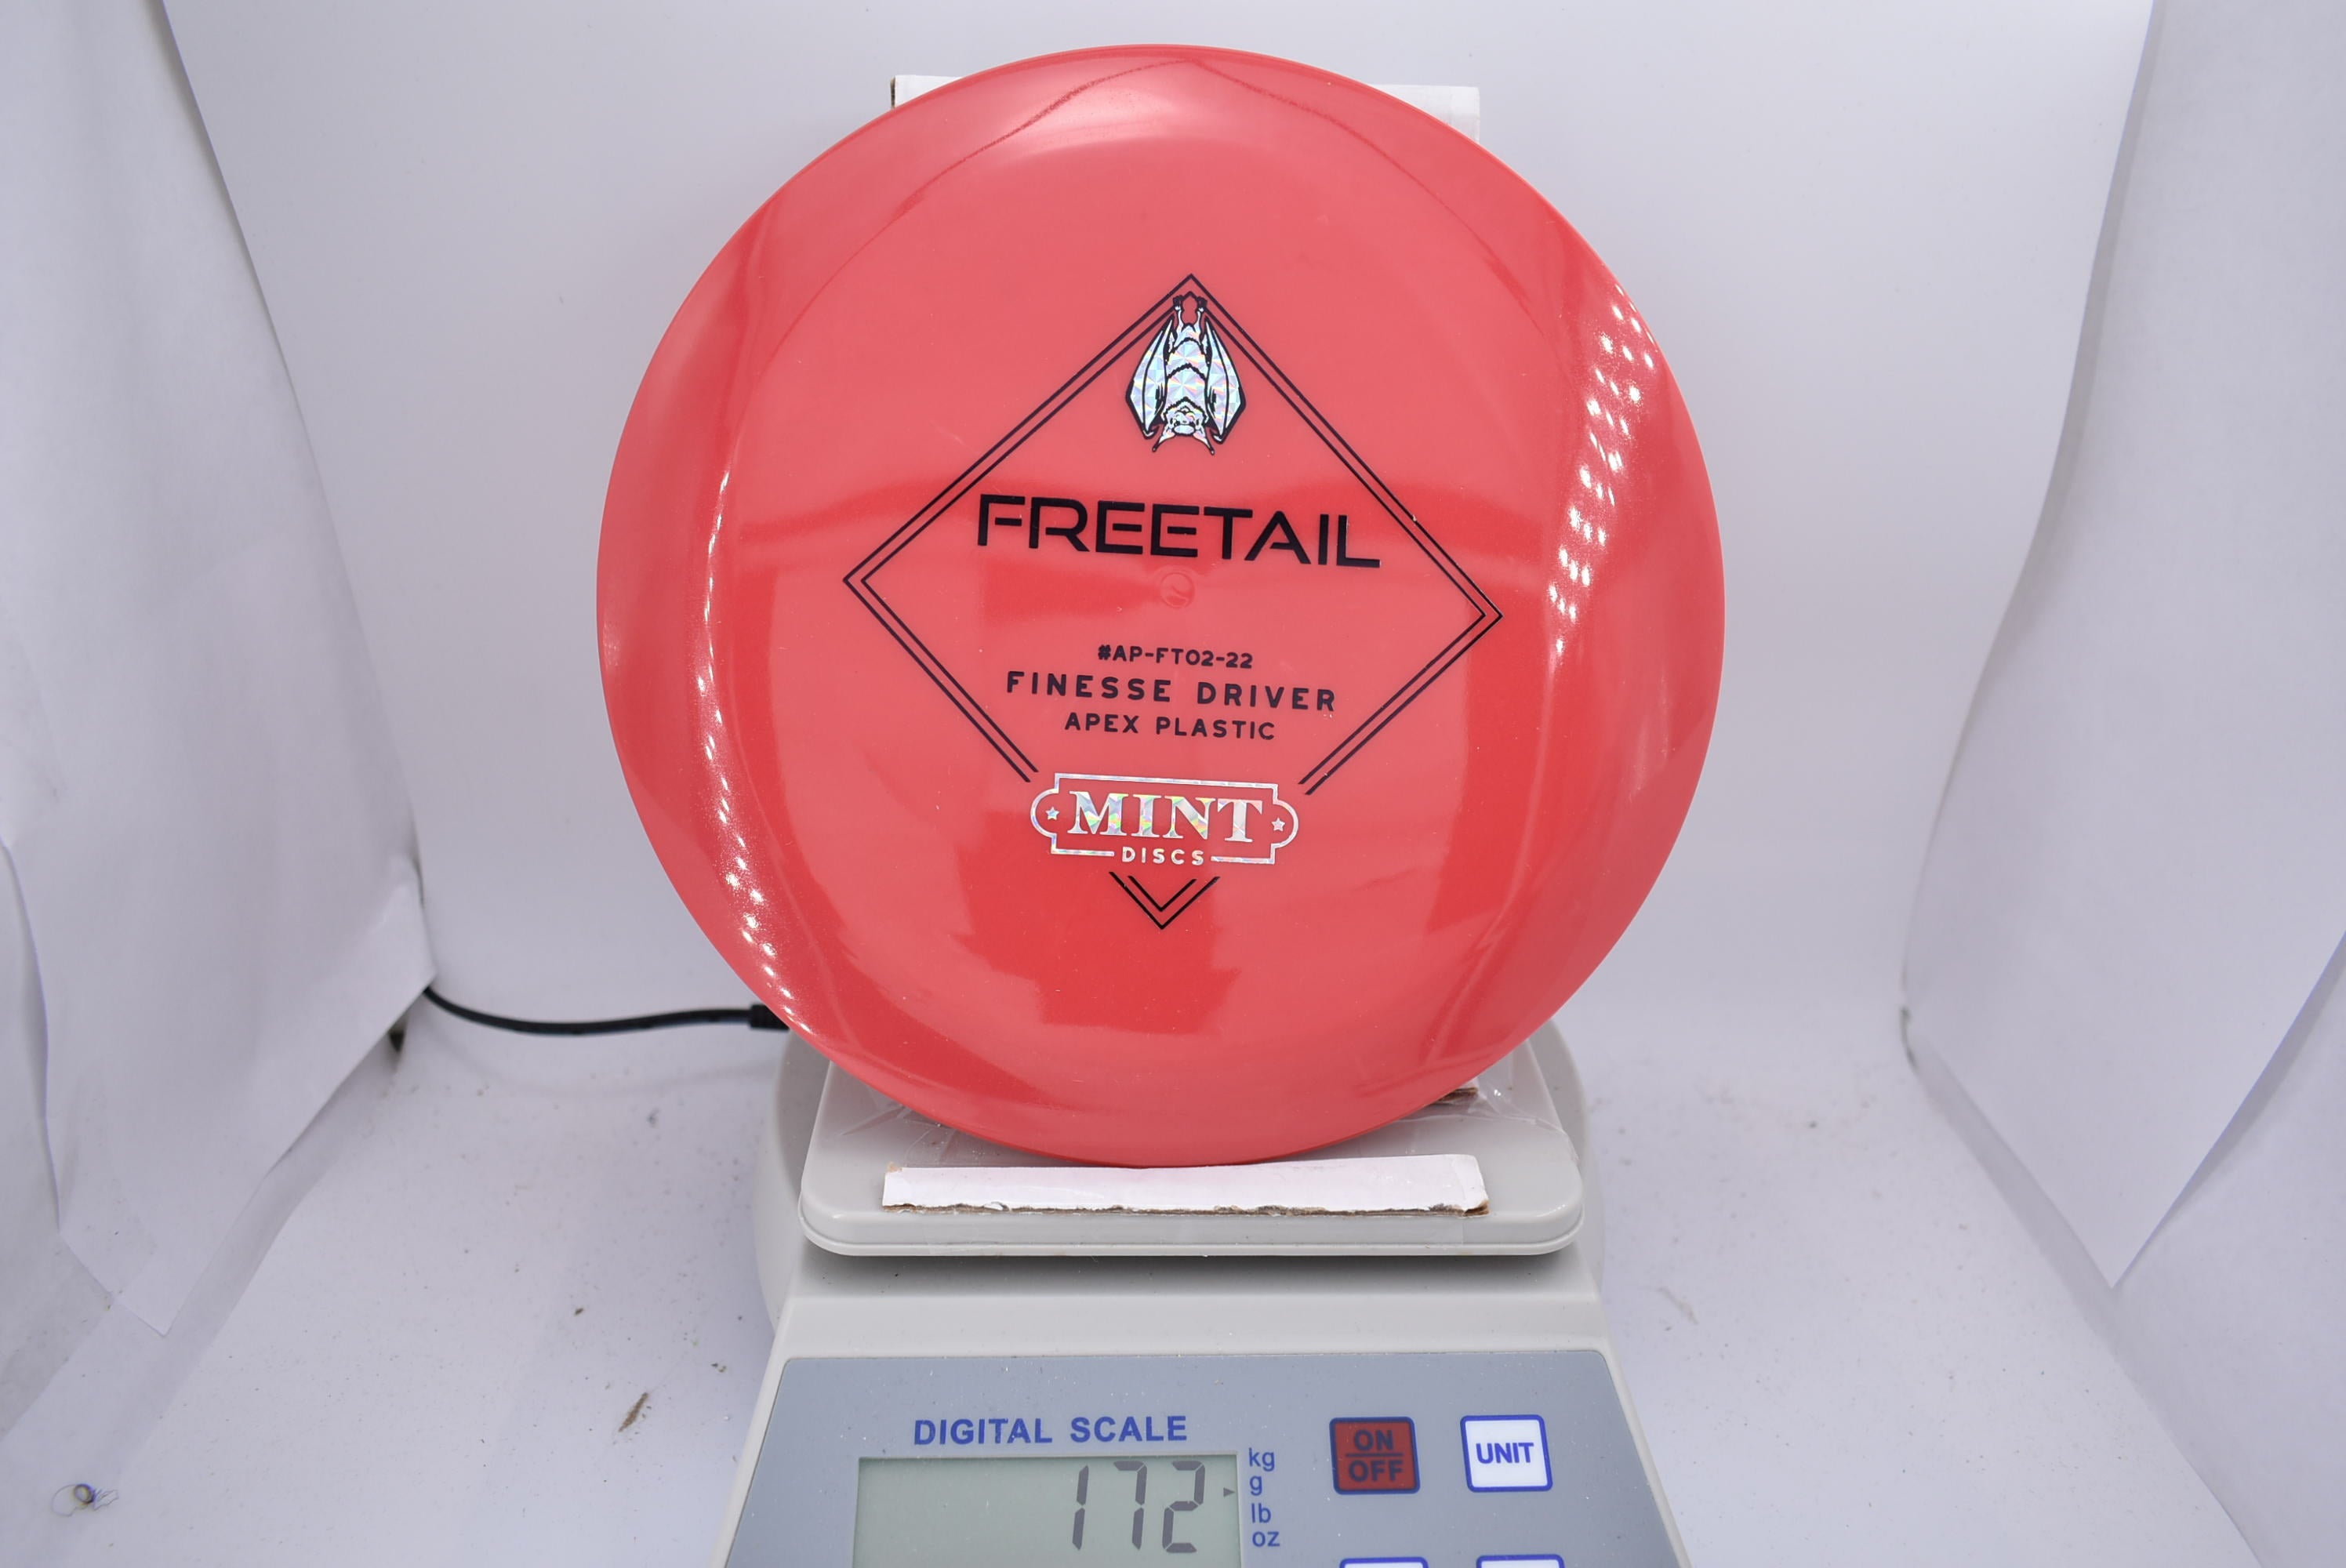 FREETAIL
#AP-FT02-22
FINESSE DRIVER
APEX PLASTIC
MINT
DISCS
DIGITAL SCALE
172
kg
g
lb
oz
ON
OFF
UNIT